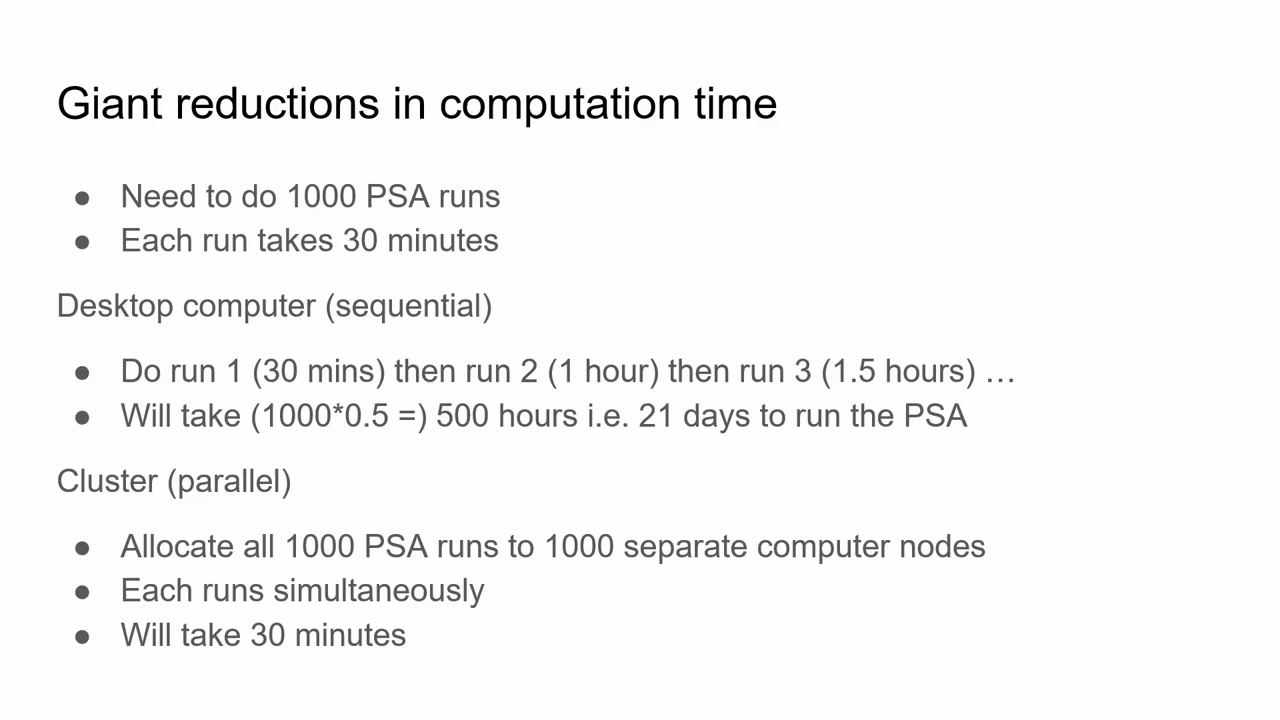 Giant reductions in computation time
● Need to do 1000 PSA runs
● Each run takes 30 minutes
Desktop computer (sequential)
● Do run 1 (30 mins) then run 2 (1 hour) then run 3 (1.5 hours) …
● Will take (1000*0.5 =) 500 hours i.e. 21 days to run the PSA
Cluster (parallel)
● Allocate all 1000 PSA runs to 1000 separate computer nodes
● Each runs simultaneously
● Will take 30 minutes